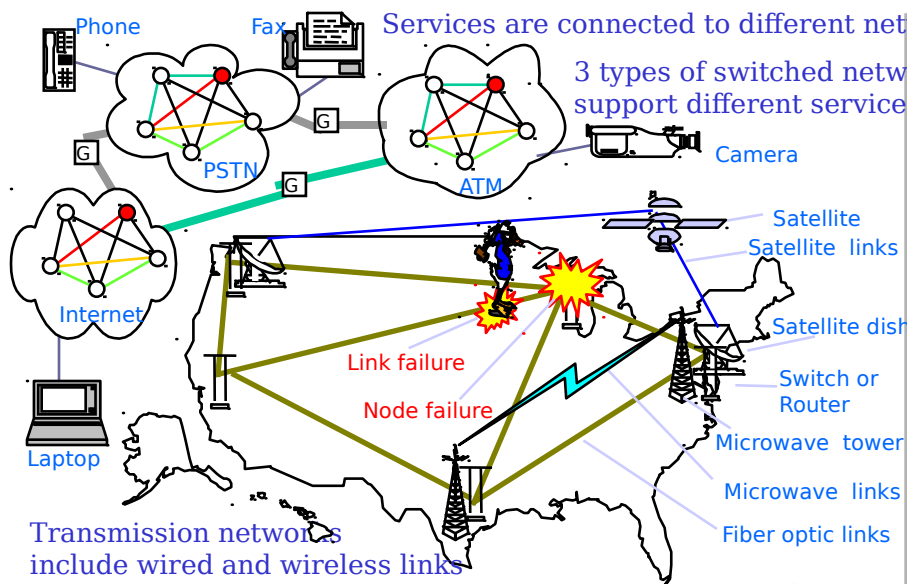 Services are connected to different net
Phone
Fax
3 types of switched netw
support different service
G
G
PSTN
G
ATM
Camera
Satellite
Satellite links
Internet
Satellite dish
Link failure
Switch or
Router
Node failure
Microwave tower
Laptop
Microwave links
Fiber optic links
Transmission networks
include wired and wireless links